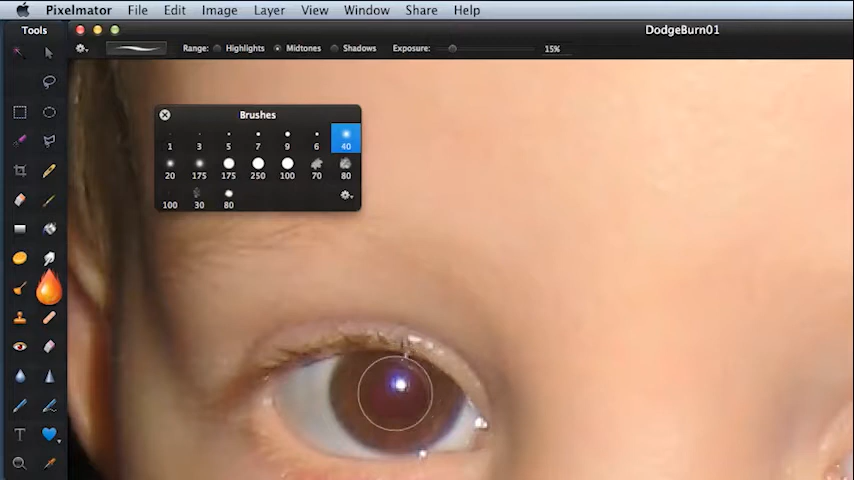 Pixelmator File Edit Image Layer View Window Share Help
Tools
DodgeBurn01
Range: Highlights Midtones Shadows Exposure: 15%
Brushes
1 3 5 7 9 6 40
20 175 175 250 100 70 80
100 30 80
T